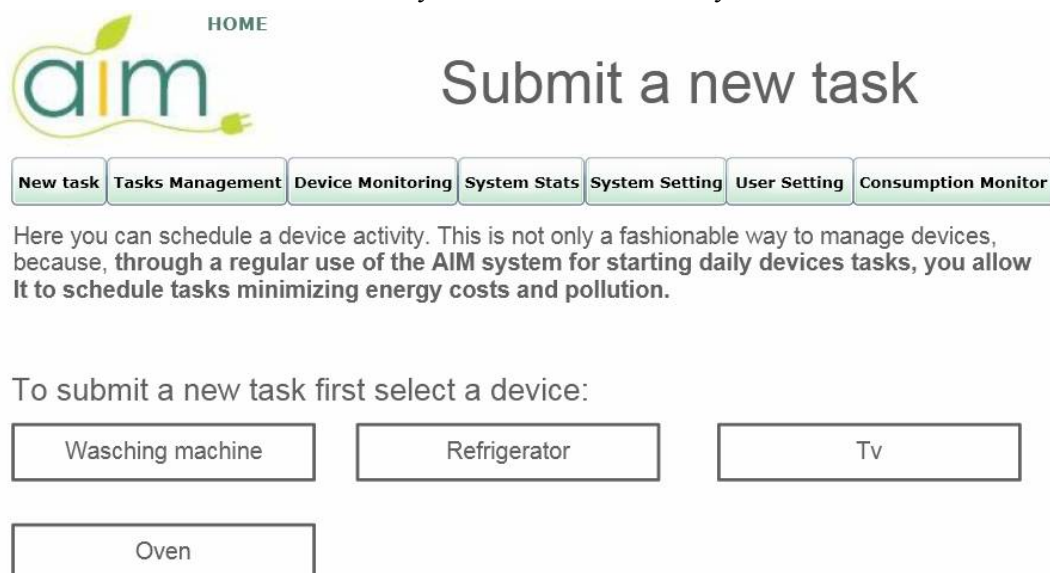 HOME
aim
Submit a new task
New task Tasks Management Device Monitoring System Stats System Setting User Setting Consumption Monitor
Here you can schedule a device activity. This is not only a fashionable way to manage devices,
because, through a regular use of the AIM system for starting daily devices tasks, you allow
It to schedule tasks minimizing energy costs and pollution.
To submit a new task first select a device:
Wasching machine Refrigerator Tv
Oven